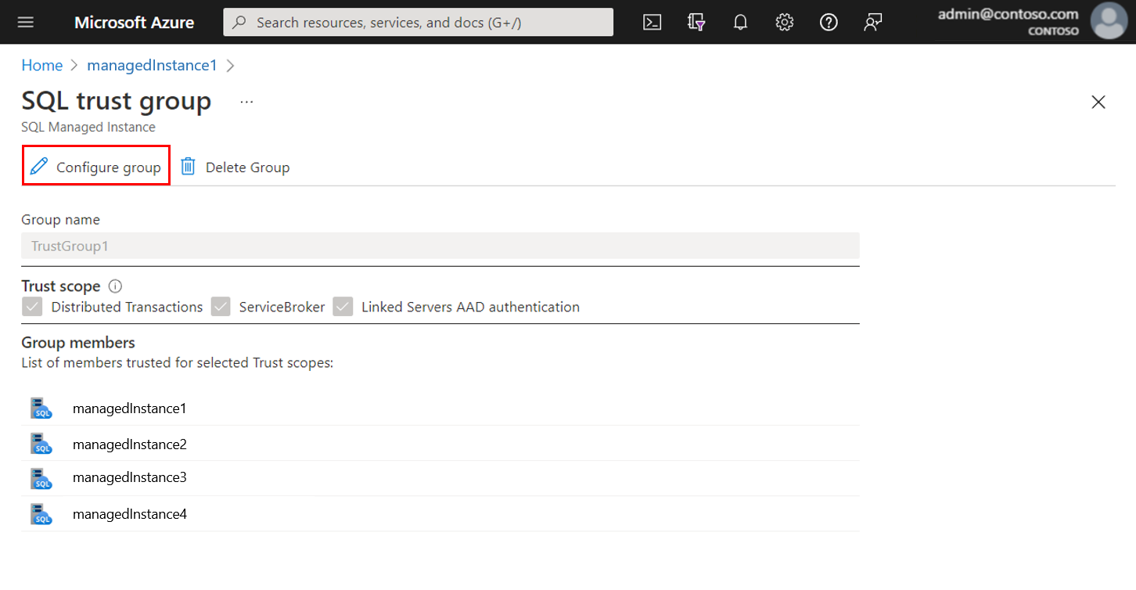 Microsoft Azure
Search resources, services, and docs (G+/)
admin@contoso.com
CONTOSO
Home > managedInstance1 >
SQL trust group ...
SQL Managed Instance
Configure group Delete Group
Group name
TrustGroup1
Trust scope
Distributed Transactions ServiceBroker Linked Servers AAD authentication
Group members
List of members trusted for selected Trust scopes:
SQL managedInstance1
SQL managedInstance2
SQL managedInstance3
SQL managedInstance4